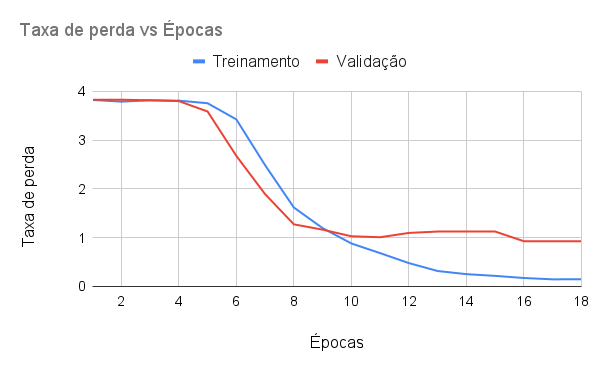 Taxa de perda vs Épocas
Treinamento Validação
Taxa de perda
4
3
2
1
0
2 4 6 8 10 12 14 16 18
Épocas